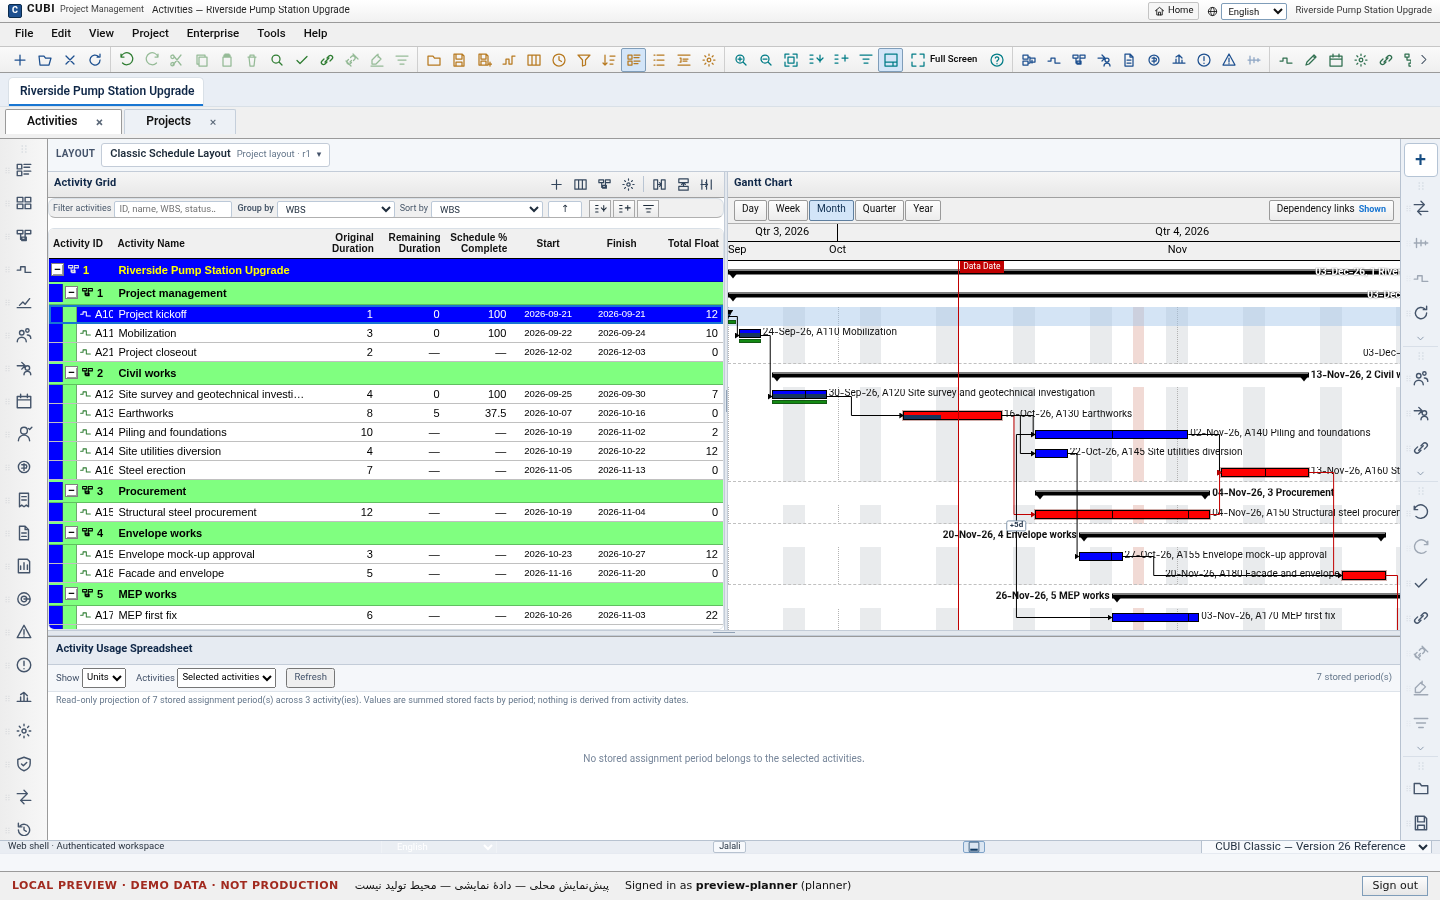 C CUBI Project Management Activities — Riverside Pump Station Upgrade Home English Riverside Pump Station Upgrade
File Edit View Project Enterprise Tools Help
Full Screen
Riverside Pump Station Upgrade
Activities × Projects ×
LAYOUT Classic Schedule Layout Project layout · r1
Activity Grid
Filter activities ID, name, WBS, status.. Group by WBS Sort by WBS
Activity ID Activity Name Original Duration Remaining Duration Schedule % Complete Start Finish Total Float
1 Riverside Pump Station Upgrade
1 Project management
A10 Project kickoff 1 0 100 2026-09-21 2026-09-21 12
A11 Mobilization 3 0 100 2026-09-22 2026-09-24 10
A21 Project closeout 2 — — 2026-12-02 2026-12-03 0
2 Civil works
A12 Site survey and geotechnical investi... 4 0 100 2026-09-25 2026-09-30 7
A13 Earthworks 8 5 37.5 2026-10-07 2026-10-16 0
A14 Piling and foundations 10 — — 2026-10-19 2026-11-02 2
A14 Site utilities diversion 4 — — 2026-10-19 2026-10-22 12
A16 Steel erection 7 — — 2026-11-05 2026-11-13 0
3 Procurement
A15 Structural steel procurement 12 — — 2026-10-19 2026-11-04 0
4 Envelope works
A15 Envelope mock-up approval 3 — — 2026-10-23 2026-10-27 12
A18 Facade and envelope 5 — — 2026-11-16 2026-11-20 0
5 MEP works
A17 MEP first fix 6 — — 2026-10-26 2026-11-03 22
Gantt Chart
Day Week Month Quarter Year Dependency links Shown
Qtr 3, 2026 Qtr 4, 2026
Sep Oct Nov
Data Date 03-Dec-26, 1 River
03-Dec
24-Sep-26, A110 Mobilization
03-Dec-
13-Nov-26, 2 Civil w
30-Sep-26, A120 Site survey and geotechnical investigation
16-Oct-26, A130 Earthworks
02-Nov-26, A140 Piling and foundations
22-Oct-26, A145 Site utilities diversion
13-Nov-26, A160 St
04-Nov-26, 3 Procurement
04-Nov-26, A150 Structural steel procurer
+5d
20-Nov-26, 4 Envelope works
27-Oct-26, A155 Envelope mock-up approval
20-Nov-26, A180 Facade and envelope
26-Nov-26, 5 MEP works
03-Nov-26, A170 MEP first fix
Activity Usage Spreadsheet
Show Units Activities Selected activities Refresh 7 stored period(s)
Read-only projection of 7 stored assignment period(s) across 3 activity(ies). Values are summed stored facts by period; nothing is derived from activity dates.
No stored assignment period belongs to the selected activities.
Web shell · Authenticated workspace English Jalali CUBI Classic — Version 26 Reference
LOCAL PREVIEW · DEMO DATA · NOT PRODUCTION پیش‌نمایش محلی — دادهٔ نمایشی — محیط تولید نیست Signed in as preview-planner (planner) Sign out